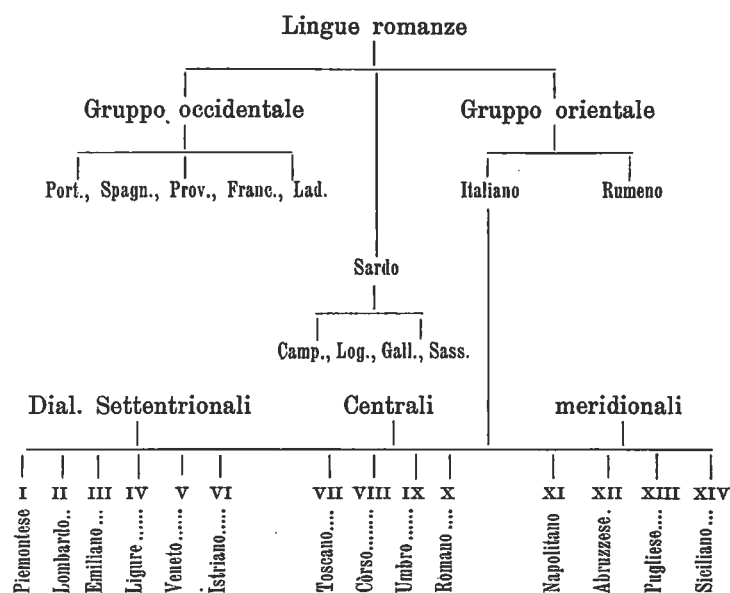 Lingue romanze
Gruppo occidentale Gruppo orientale
Port., Spagn., Prov., Franc., Lad. Italiano Rumeno
Sardo
Camp., Log., Gall., Sass.
Dial. Settentrionali Centrali meridionali
I II III IV V VI VII VIII IX X XI XII XIII XIV
Piemontese
Lombardo..
Emiliano...
Ligure......
Veneto......
Istriano.....
Toscano....
Còrso........
Umbro......
Romano....
Napolitano
Abruzzese.
Pugliese....
Siciliano...